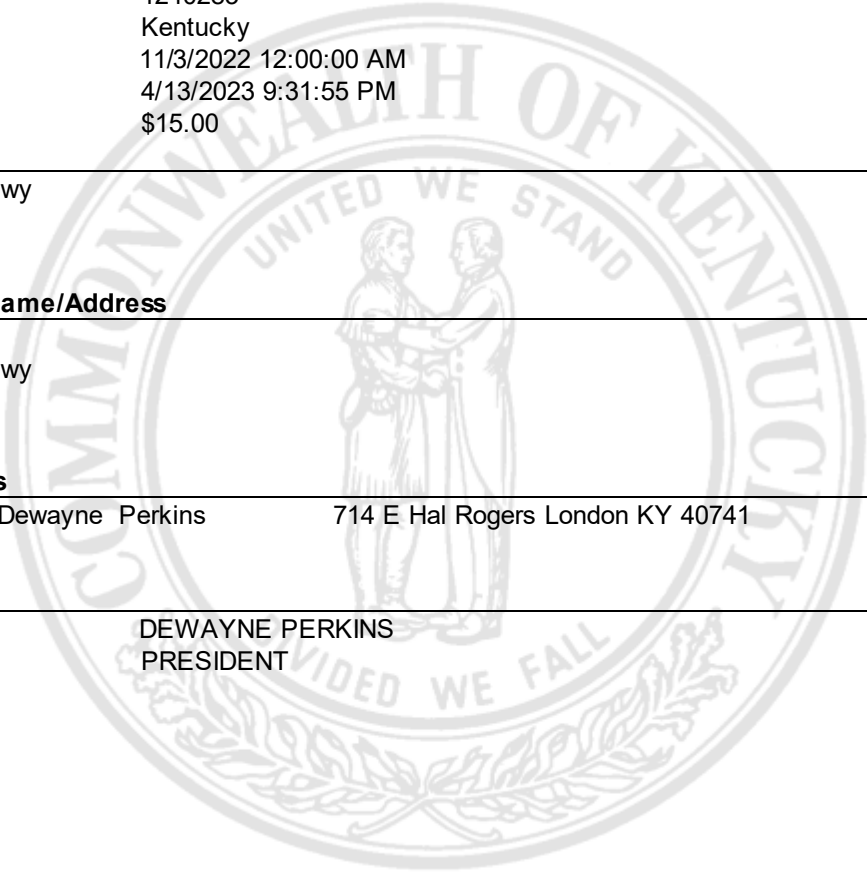 Kentucky
11/3/2022 12:00:00 AM
4/13/2023 9:31:55 PM
$15.00
wy
ame/Address
wy
s
Dewayne Perkins 714 E Hal Rogers London KY 40741
DEWAYNE PERKINS
PRESIDENT
COMMONWEALTH OF KENTUCKY
UNITED WE STAND
DIVIDED WE FALL